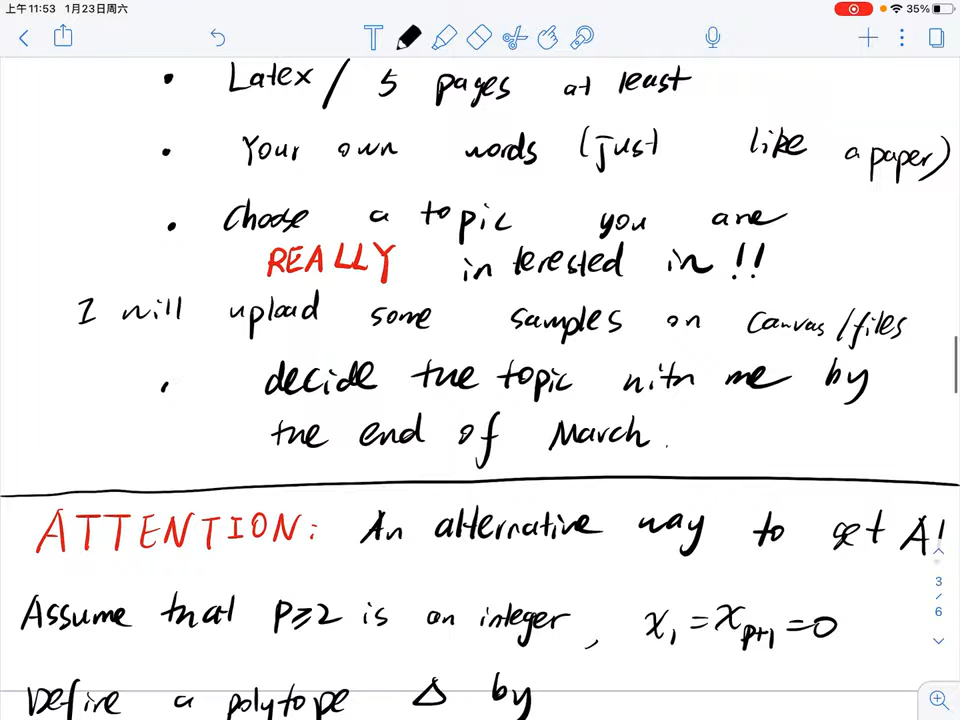 上午11:53 1月23日周六 35%
• Latex / 5 pages at least
• Your own words (just like a paper)
• Choose a topic you are
REALLY interested in !!
I will upload some samples on Canvas/files
• decide the topic with me by
the end of March.
ATTENTION: An alternative way to get A!
Assume that P≥2 is an integer, x₁ = xₚ₊₁ = 0
Define a polytope Δ by
3
/
6